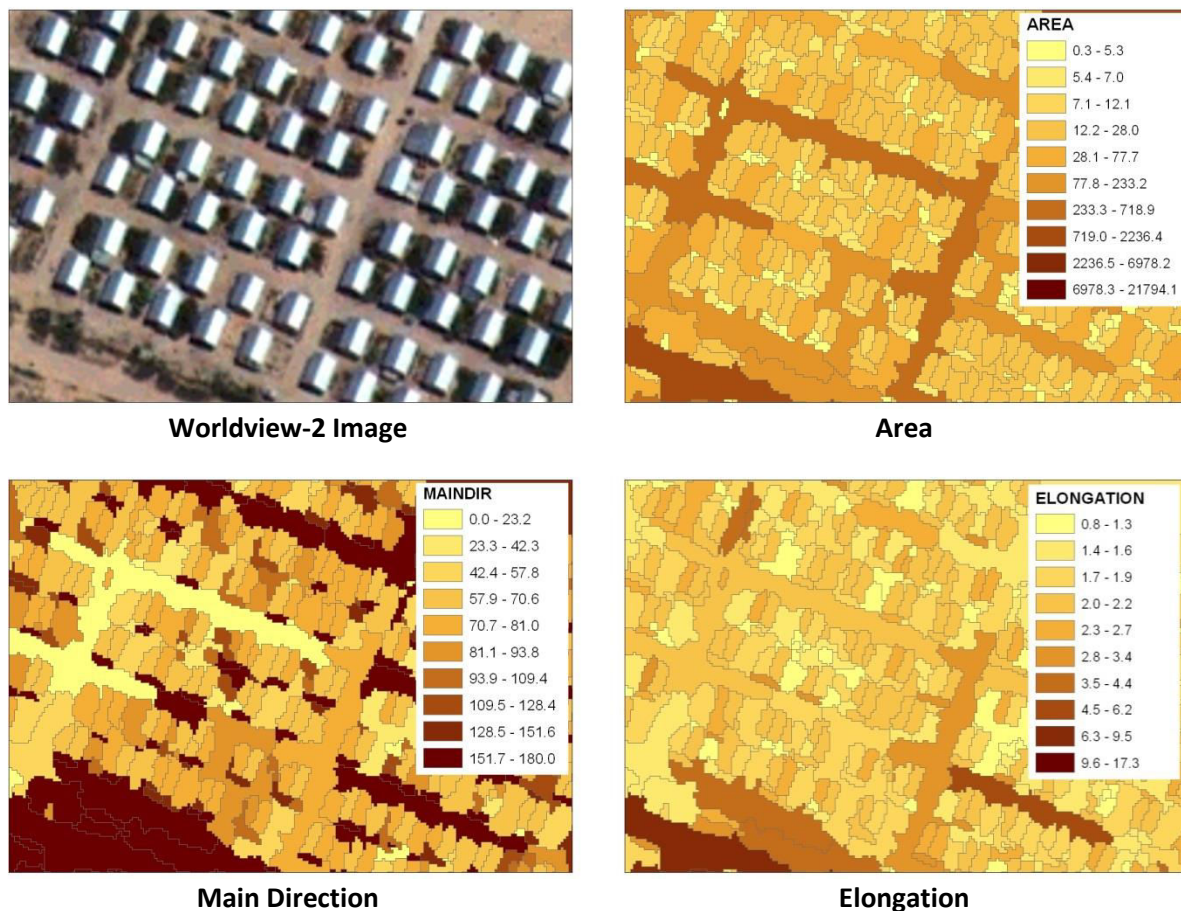 AREA
0.3 - 5.3
5.4 - 7.0
7.1 - 12.1
12.2 - 28.0
28.1 - 77.7
77.8 - 233.2
233.3 - 718.9
719.0 - 2236.4
2236.5 - 6978.2
6978.3 - 21794.1
Worldview-2 Image
Area
MAINDIR
0.0 - 23.2
23.3 - 42.3
42.4 - 57.8
57.9 - 70.6
70.7 - 81.0
81.1 - 93.8
93.9 - 109.4
109.5 - 128.4
128.5 - 151.6
151.7 - 180.0
ELONGATION
0.8 - 1.3
1.4 - 1.6
1.7 - 1.9
2.0 - 2.2
2.3 - 2.7
2.8 - 3.4
3.5 - 4.4
4.5 - 6.2
6.3 - 9.5
9.6 - 17.3
Main Direction
Elongation